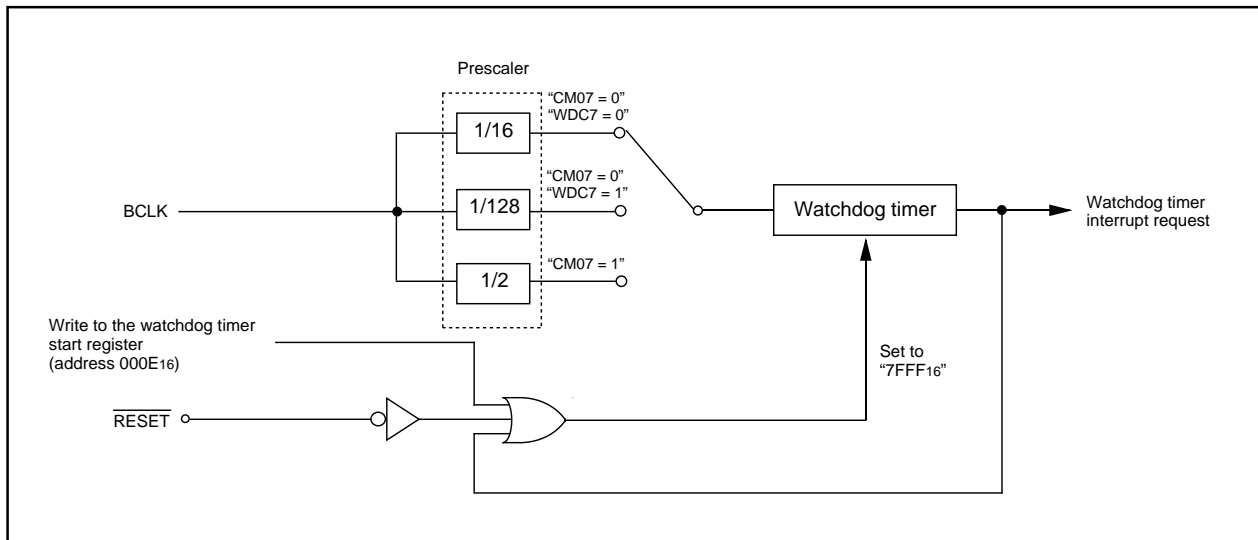 Prescaler
“CM07 = 0”
“WDC7 = 0”
1/16
“CM07 = 0”
“WDC7 = 1”
BCLK
1/128
Watchdog timer
Watchdog timer
interrupt request
“CM07 = 1”
1/2
Write to the watchdog timer
start register
(address 000E16)
Set to
“7FFF16”
RESET